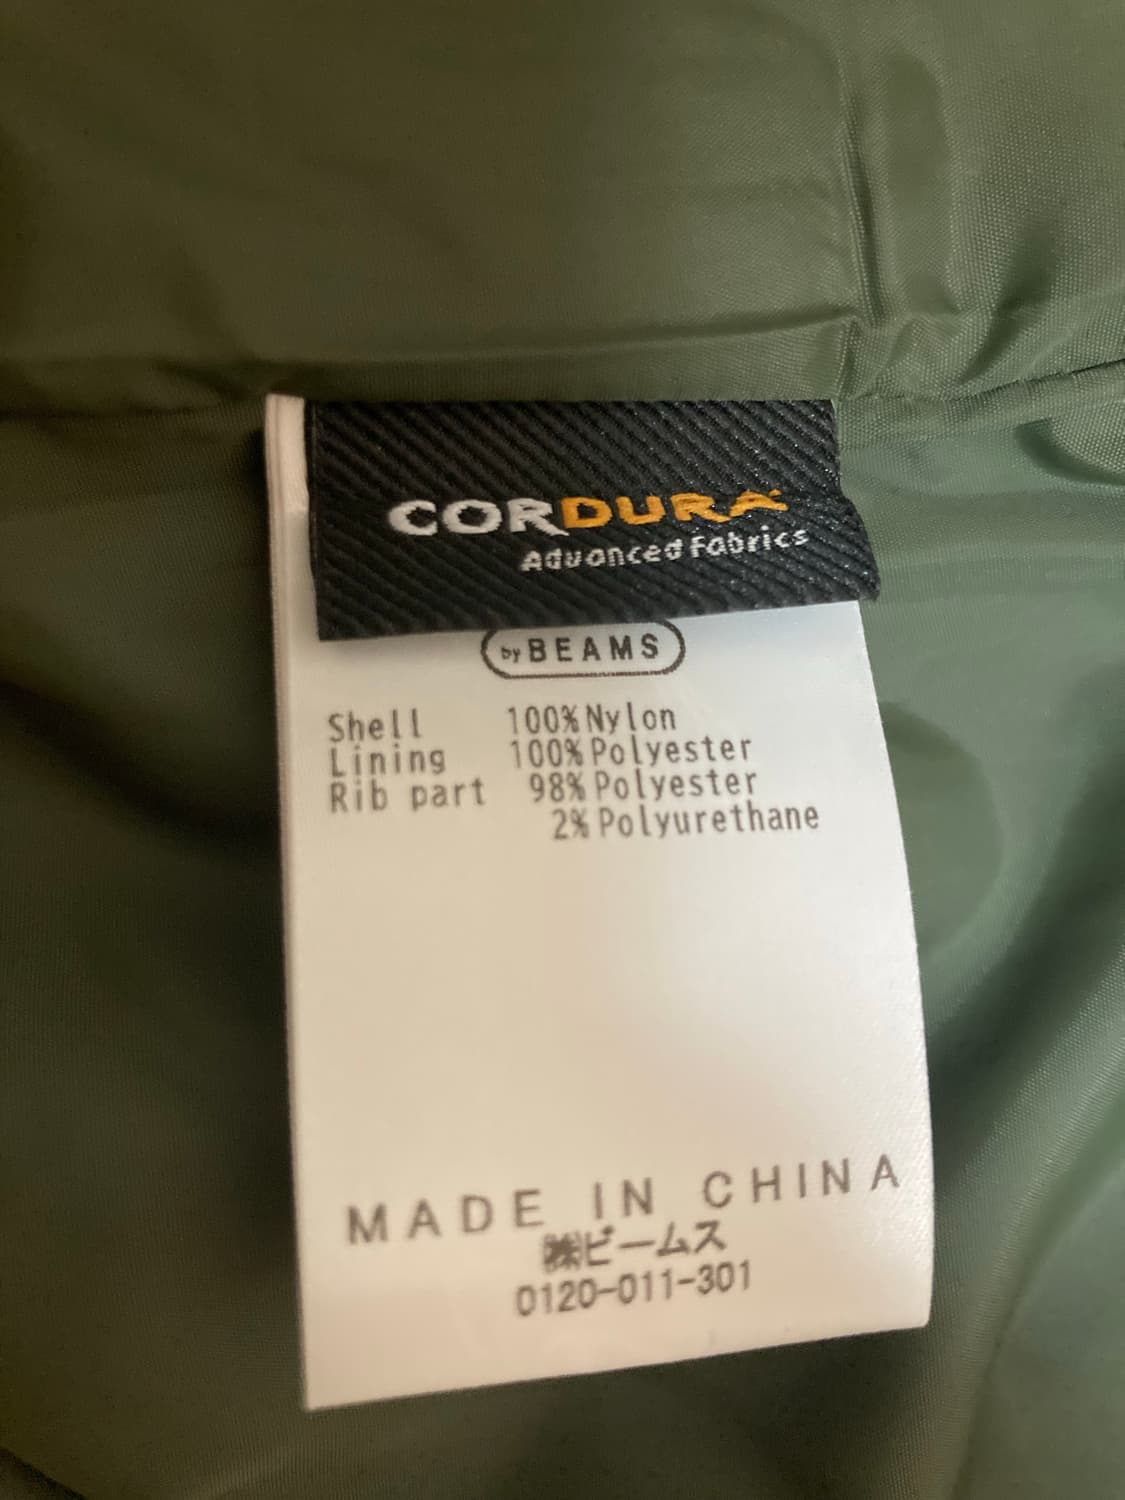 CORDURA
Advanced Fabrics
by BEAMS
Shell 100% Nylon
Lining 100% Polyester
Rib part 98% Polyester
2% Polyurethane
MADE IN CHINA
㈱ビームス
0120-011-301